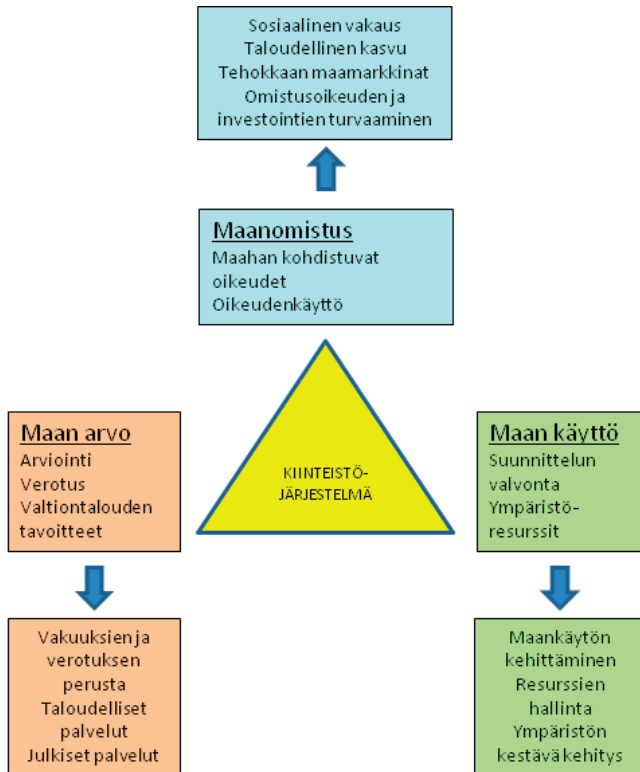 Sosiaalinen vakaus
Taloudellinen kasvu
Tehokkaan maamarkkinat
Omistusoikeuden ja
investointien turvaaminen
Maanomistus
Maahan kohdistuvat
oikeudet
Oikeudenkäyttö
Maan arvo
Arviointi
Verotus
Valtiontalouden
tavoitteet
KIINTEISTÖ-
JÄRJESTELMÄ
Maan käyttö
Suunnittelun
valvonta
Ympäristö-
resurssit
Vakuuksien ja
verotuksen
perusta
Taloudelliset
palvelut
Julkiset palvelut
Maankäytön
kehittäminen
Resurssien
hallinta
Ympäristön
kestävä kehitys